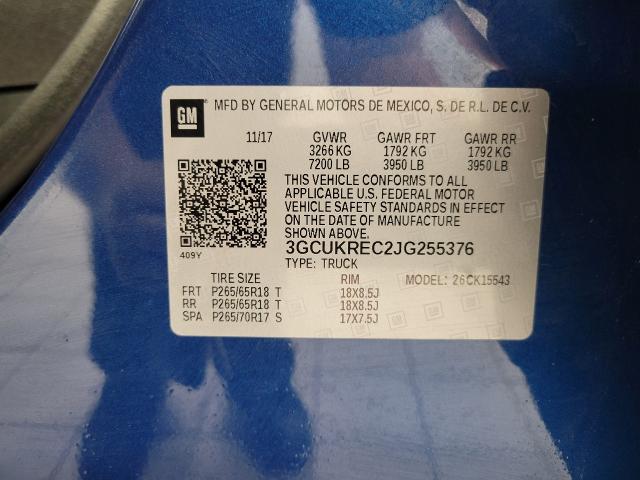 GM MFD BY GENERAL MOTORS DE MEXICO, S. DE R.L. DE C.V.
11/17 GVWR GAWR FRT GAWR RR
3266 KG 1792 KG 1792 KG
7200 LB 3950 LB 3950 LB
THIS VEHICLE CONFORMS TO ALL
APPLICABLE U.S. FEDERAL MOTOR
VEHICLE SAFETY STANDARDS IN EFFECT
ON THE DATE OF MANUFACTURE
SHOWN ABOVE.
409Y
3GCUKREC2JG255376
TYPE: TRUCK
TIRE SIZE RIM MODEL: 26CK15543
FRT P265/65R18 T 18X8.5J
RR P265/65R18 T 18X8.5J
SPA P265/70R17 S 17X7.5J